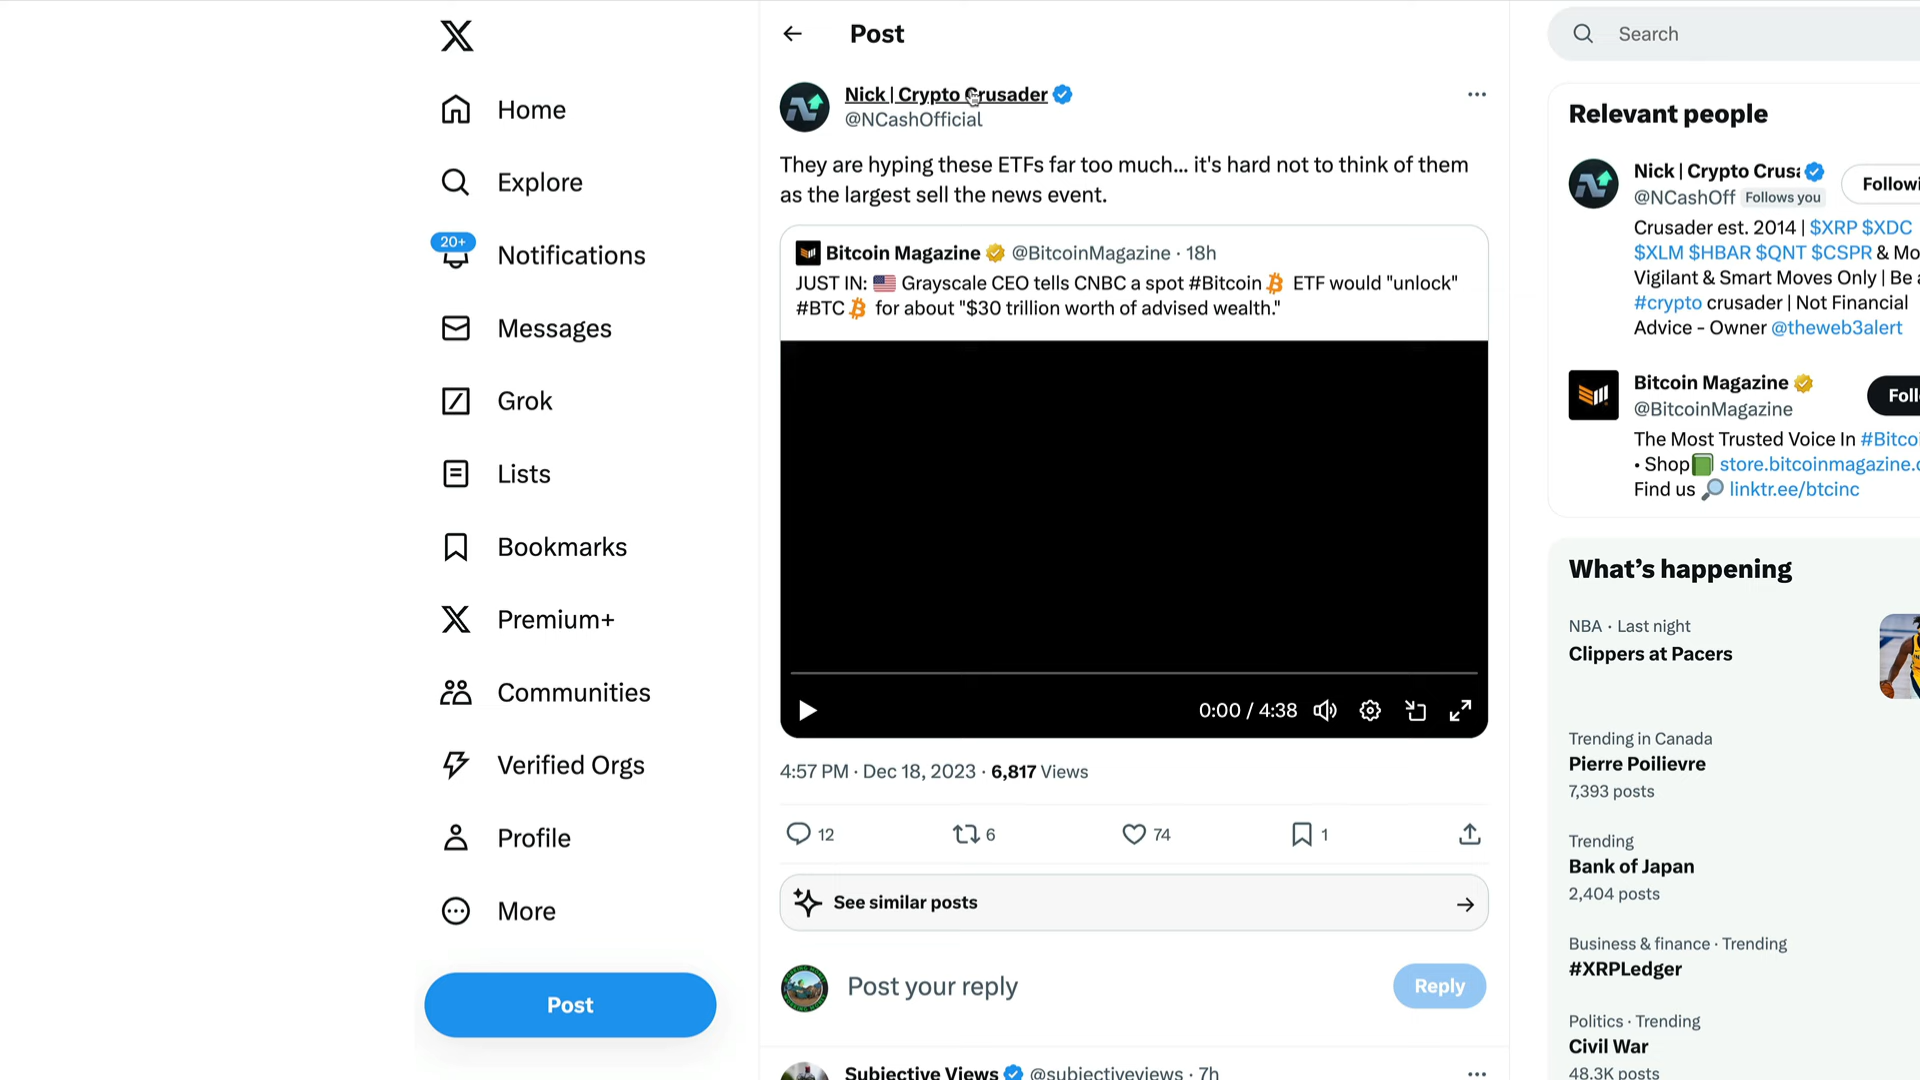 Post
Search
Home
Explore
20+
Notifications
Messages
Grok
Lists
Bookmarks
Premium+
Communities
Verified Orgs
Profile
More
Post
Nick | Crypto Crusader
@NCashOfficial
They are hyping these ETFs far too much... it's hard not to think of them
as the largest sell the news event.
Bitcoin Magazine @BitcoinMagazine · 18h
JUST IN: 🇺🇸 Grayscale CEO tells CNBC a spot #Bitcoin ETF would "unlock"
#BTC for about "$30 trillion worth of advised wealth."
0:00 / 4:38
4:57 PM · Dec 18, 2023 · 6,817 Views
12 6 74 1
See similar posts
Post your reply
Reply
Subjective Views @subjectiveviews · 7h
Relevant people
Nick | Crypto Crus
@NCashOff Follows you
Followi
Crusader est. 2014 | $XRP $XDC
$XLM $HBAR $QNT $CSPR & Mo
Vigilant & Smart Moves Only | Be
#crypto crusader | Not Financial
Advice - Owner @theweb3alert
Bitcoin Magazine
@BitcoinMagazine
Foll
The Most Trusted Voice In #Bitco
• Shop📗 store.bitcoinmagazine.
Find us 🔎 linktr.ee/btcinc
What's happening
NBA · Last night
Clippers at Pacers
Trending in Canada
Pierre Poilievre
7,393 posts
Trending
Bank of Japan
2,404 posts
Business & finance · Trending
#XRPLedger
Politics · Trending
Civil War
48.3K posts